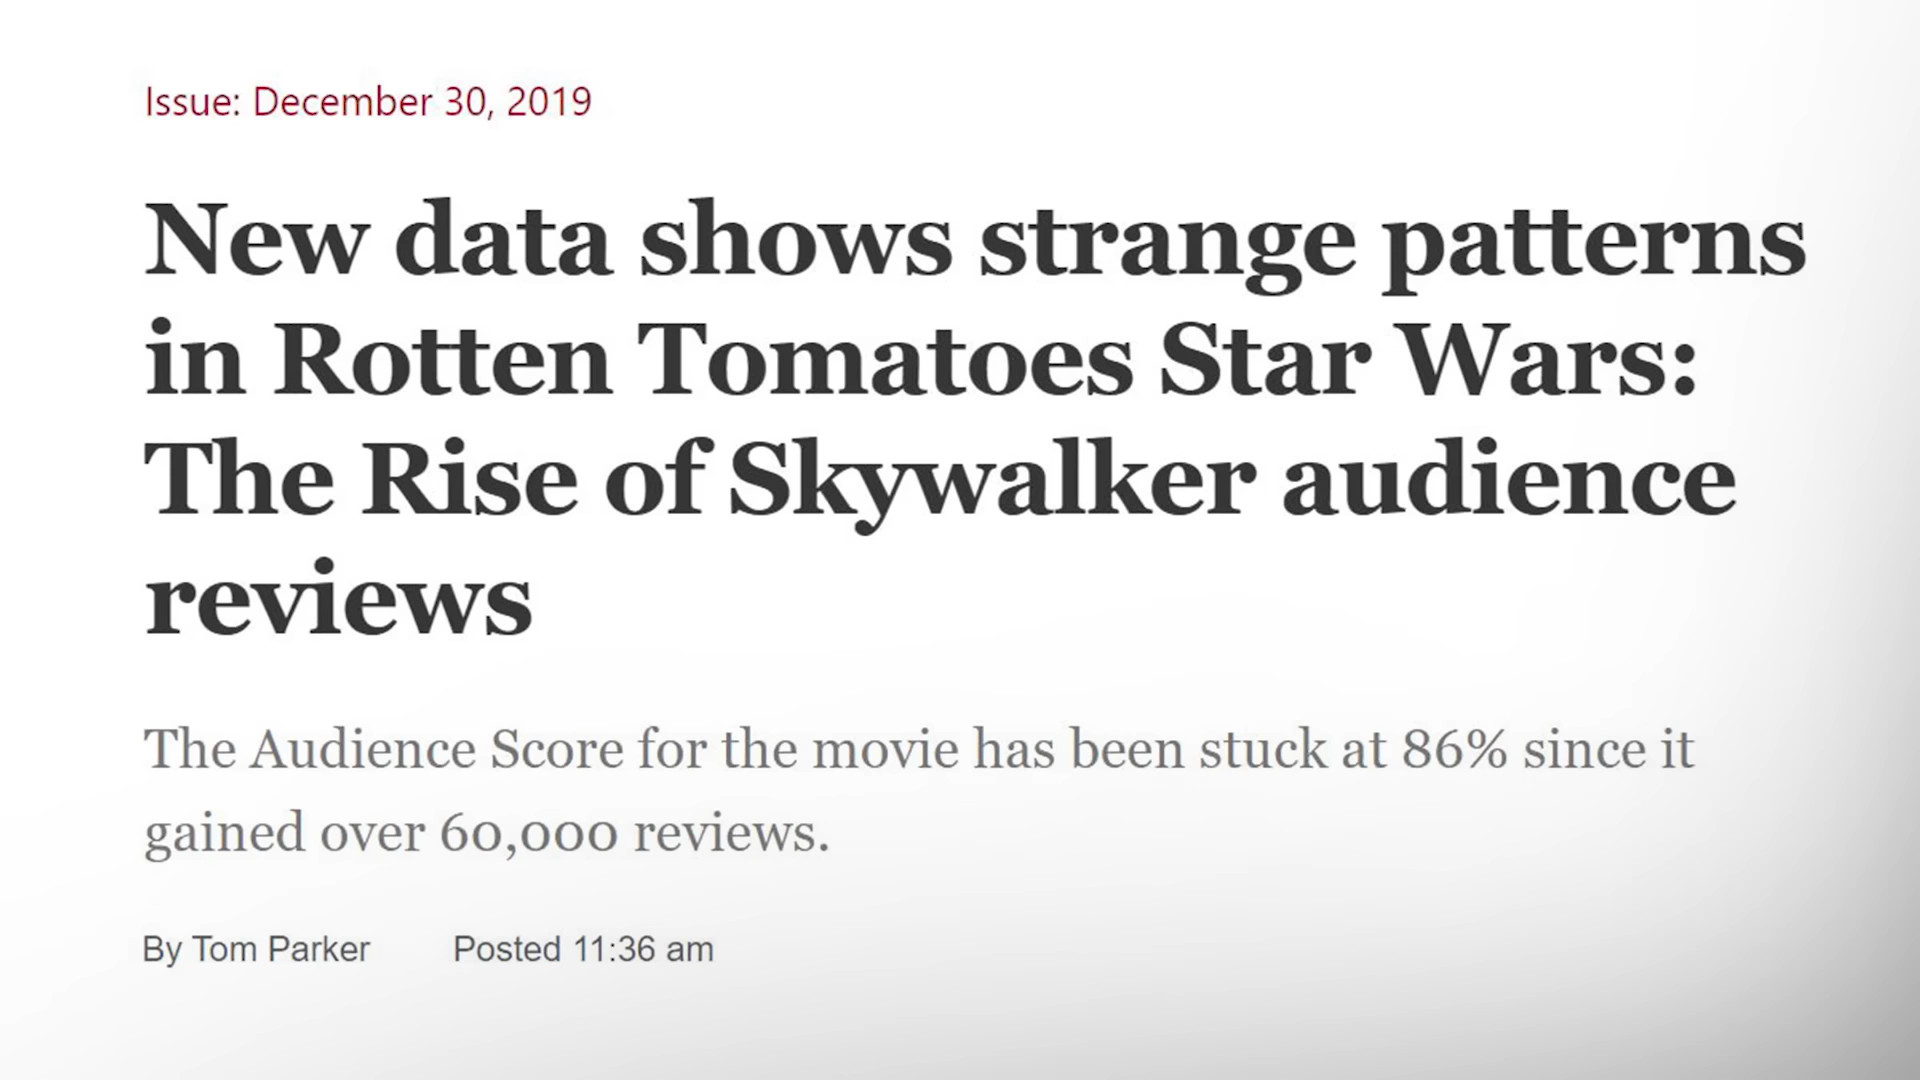 Issue: December 30, 2019
New data shows strange patterns
in Rotten Tomatoes Star Wars:
The Rise of Skywalker audience
reviews
The Audience Score for the movie has been stuck at 86% since it
gained over 60,000 reviews.
By Tom Parker Posted 11:36 am